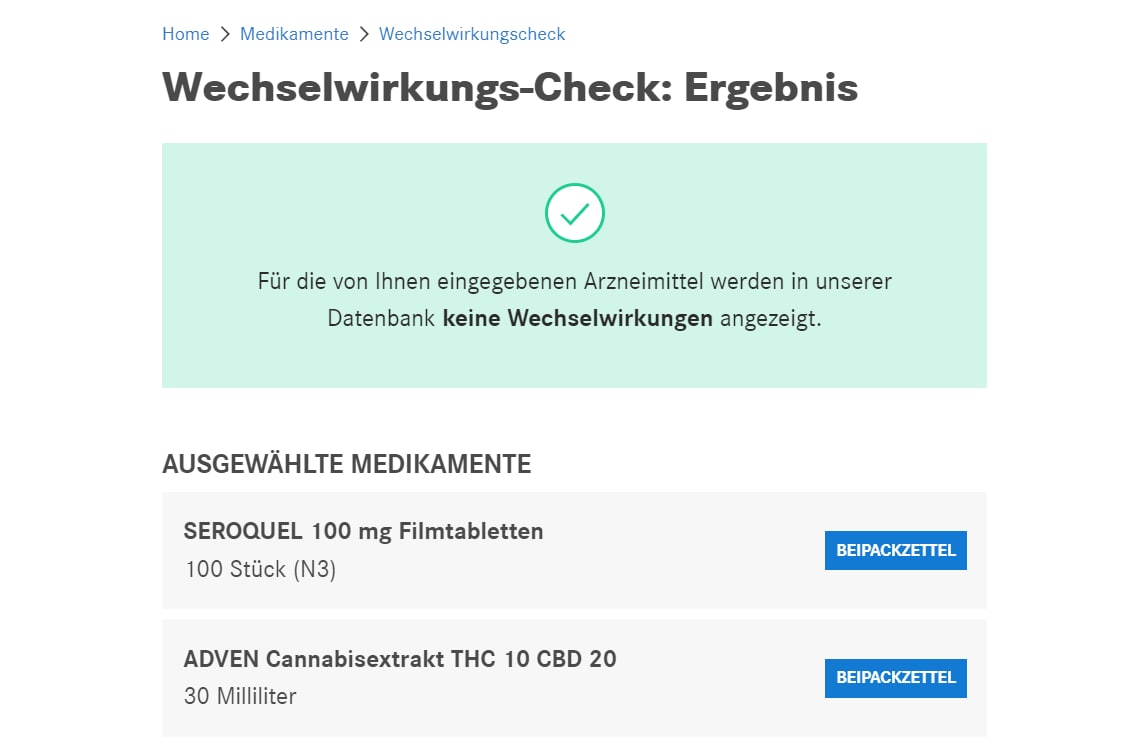 Home > Medikamente > Wechselwirkungscheck
Wechselwirkungs-Check: Ergebnis
Für die von Ihnen eingegebenen Arzneimittel werden in unserer
Datenbank keine Wechselwirkungen angezeigt.
AUSGEWÄHLTE MEDIKAMENTE
SEROQUEL 100 mg Filmtabletten
100 Stück (N3)
BEIPACKZETTEL
ADVEN Cannabisextrakt THC 10 CBD 20
30 Milliliter
BEIPACKZETTEL